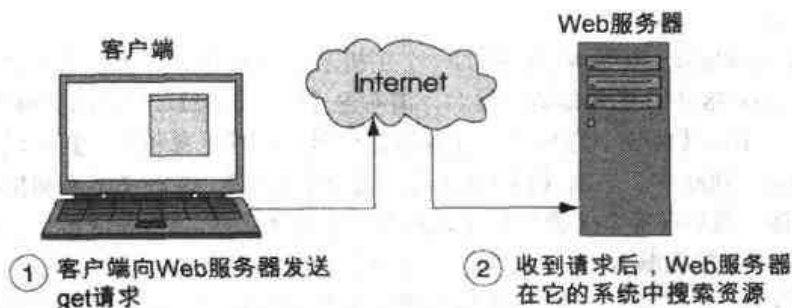 客户端
Web服务器
Internet
① 客户端向Web服务器发送
get请求
② 收到请求后，Web服务器
在它的系统中搜索资源